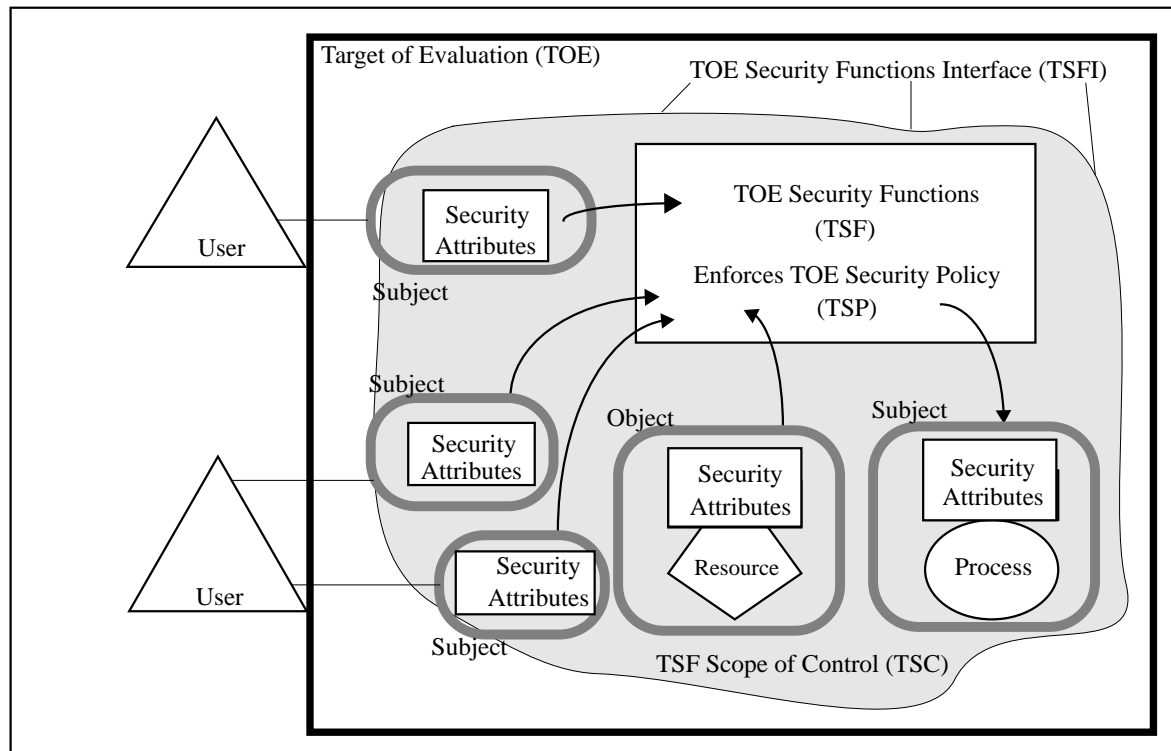 Target of Evaluation (TOE)
TOE Security Functions Interface (TSFI)
User
Security
Attributes
Subject
TOE Security Functions
(TSF)
Enforces TOE Security Policy
(TSP)
Subject
Security
Attributes
User
Security
Attributes
Subject
Object
Security
Attributes
Resource
Subject
Security
Attributes
Process
TSF Scope of Control (TSC)